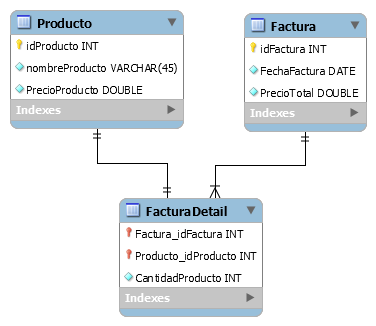 Producto
idProducto INT
nombreProducto VARCHAR(45)
PrecioProducto DOUBLE
Indexes
Factura
idFactura INT
FechaFactura DATE
PrecioTotal DOUBLE
Indexes
FacturaDetail
Factura_idFactura INT
Producto_idProducto INT
CantidadProducto INT
Indexes